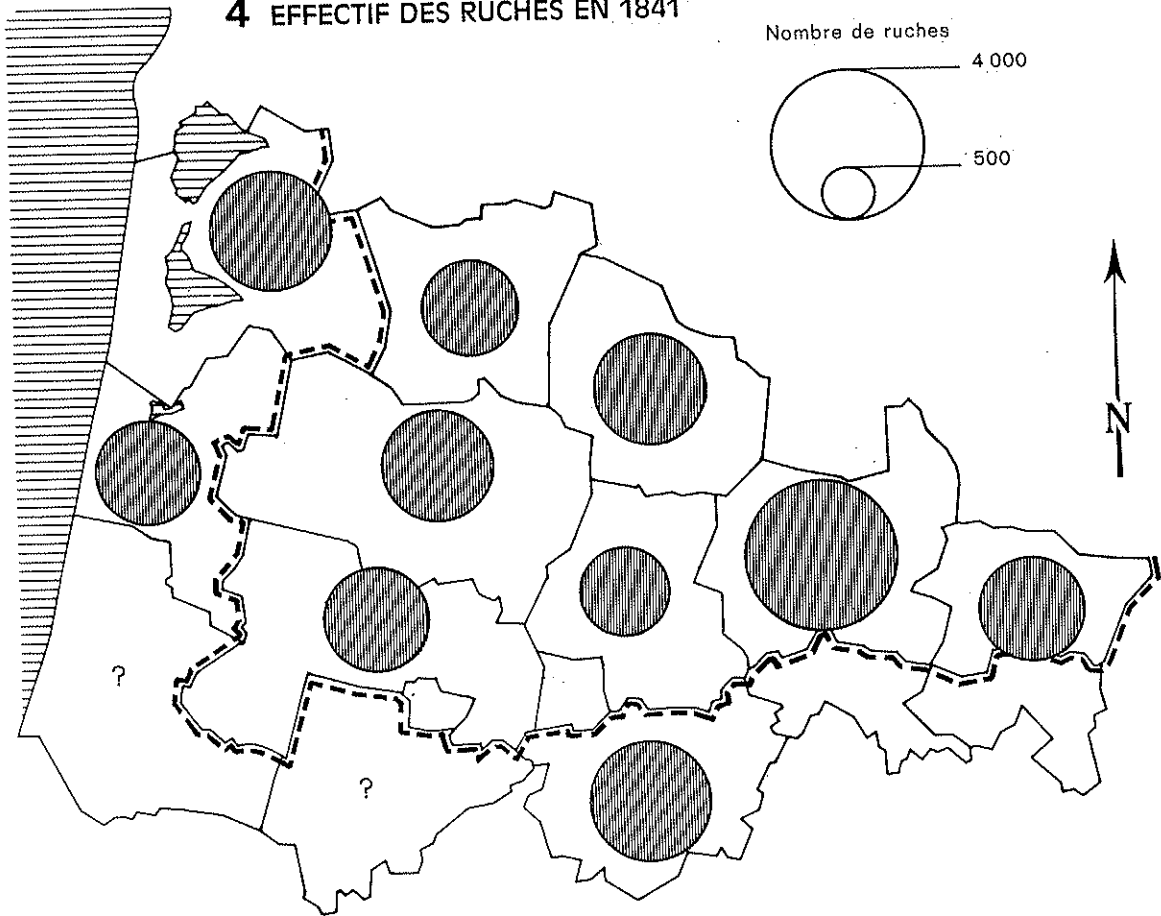 4 EFFECTIF DES RUCHES EN 1841
Nombre de ruches
4 000
500
N
?
?